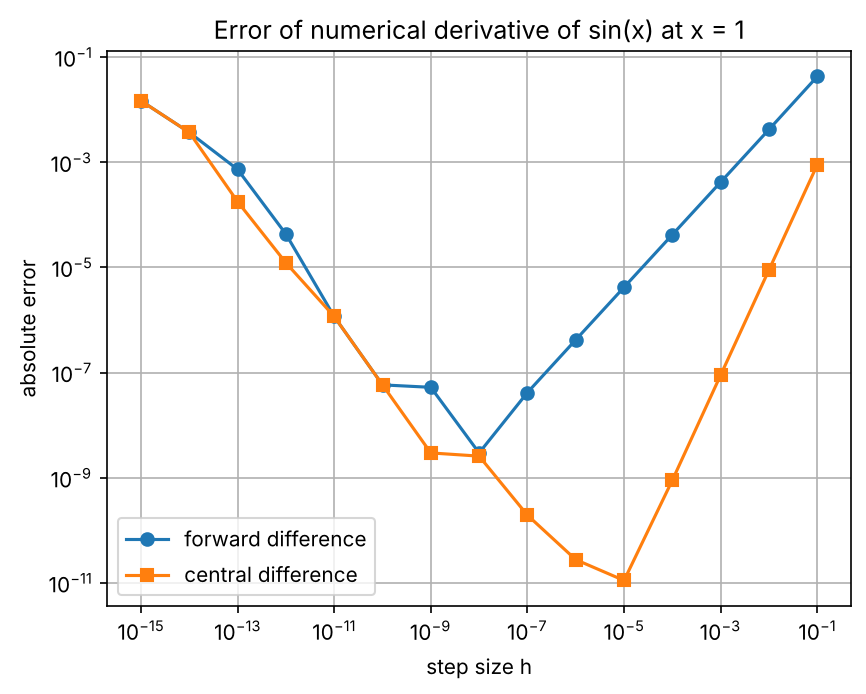 Error of numerical derivative of sin(x) at x = 1
absolute error
10⁻¹
10⁻³
10⁻⁵
10⁻⁷
10⁻⁹
10⁻¹¹
forward difference
central difference
10⁻¹⁵ 10⁻¹³ 10⁻¹¹ 10⁻⁹ 10⁻⁷ 10⁻⁵ 10⁻³ 10⁻¹
step size h